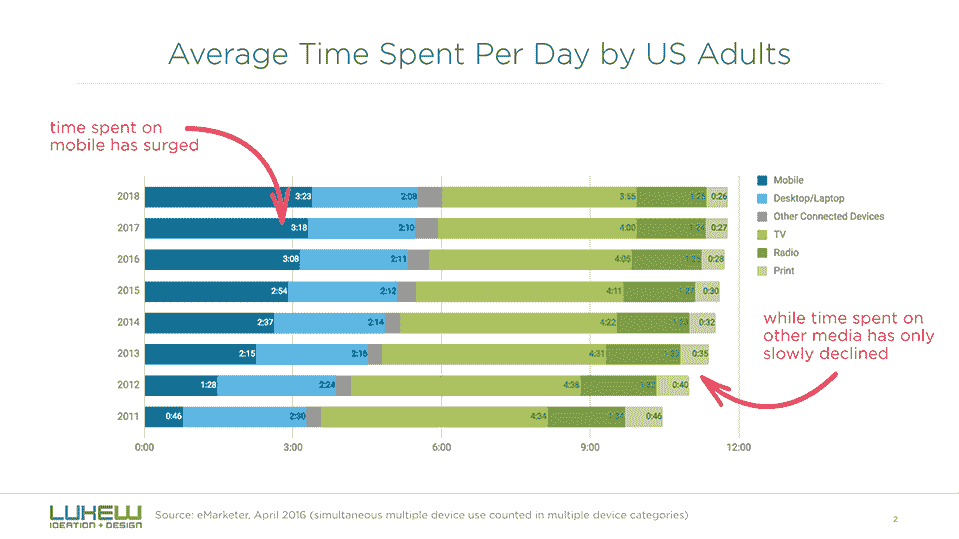 Average Time Spent Per Day by US Adults
time spent on
mobile has surged
2018 3:23 2:08 3:55 0:26
2017 3:18 2:10 4:00 1:24 0:27
2016 3:08 2:11 4:05 0:28
2015 2:54 2:12 4:11 0:30
2014 2:37 2:14 4:22 0:32
2013 2:15 2:16 4:31 0:35
2012 1:28 2:24 4:38 0:40
2011 0:46 2:30 4:34 0:46
0:00 3:00 6:00 9:00 12:00
Mobile
Desktop/Laptop
Other Connected Devices
TV
Radio
Print
while time spent on
other media has only
slowly declined
LUKEW
IDEATION + DESIGN
Source: eMarketer, April 2016 (simultaneous multiple device use counted in multiple device categories)
2